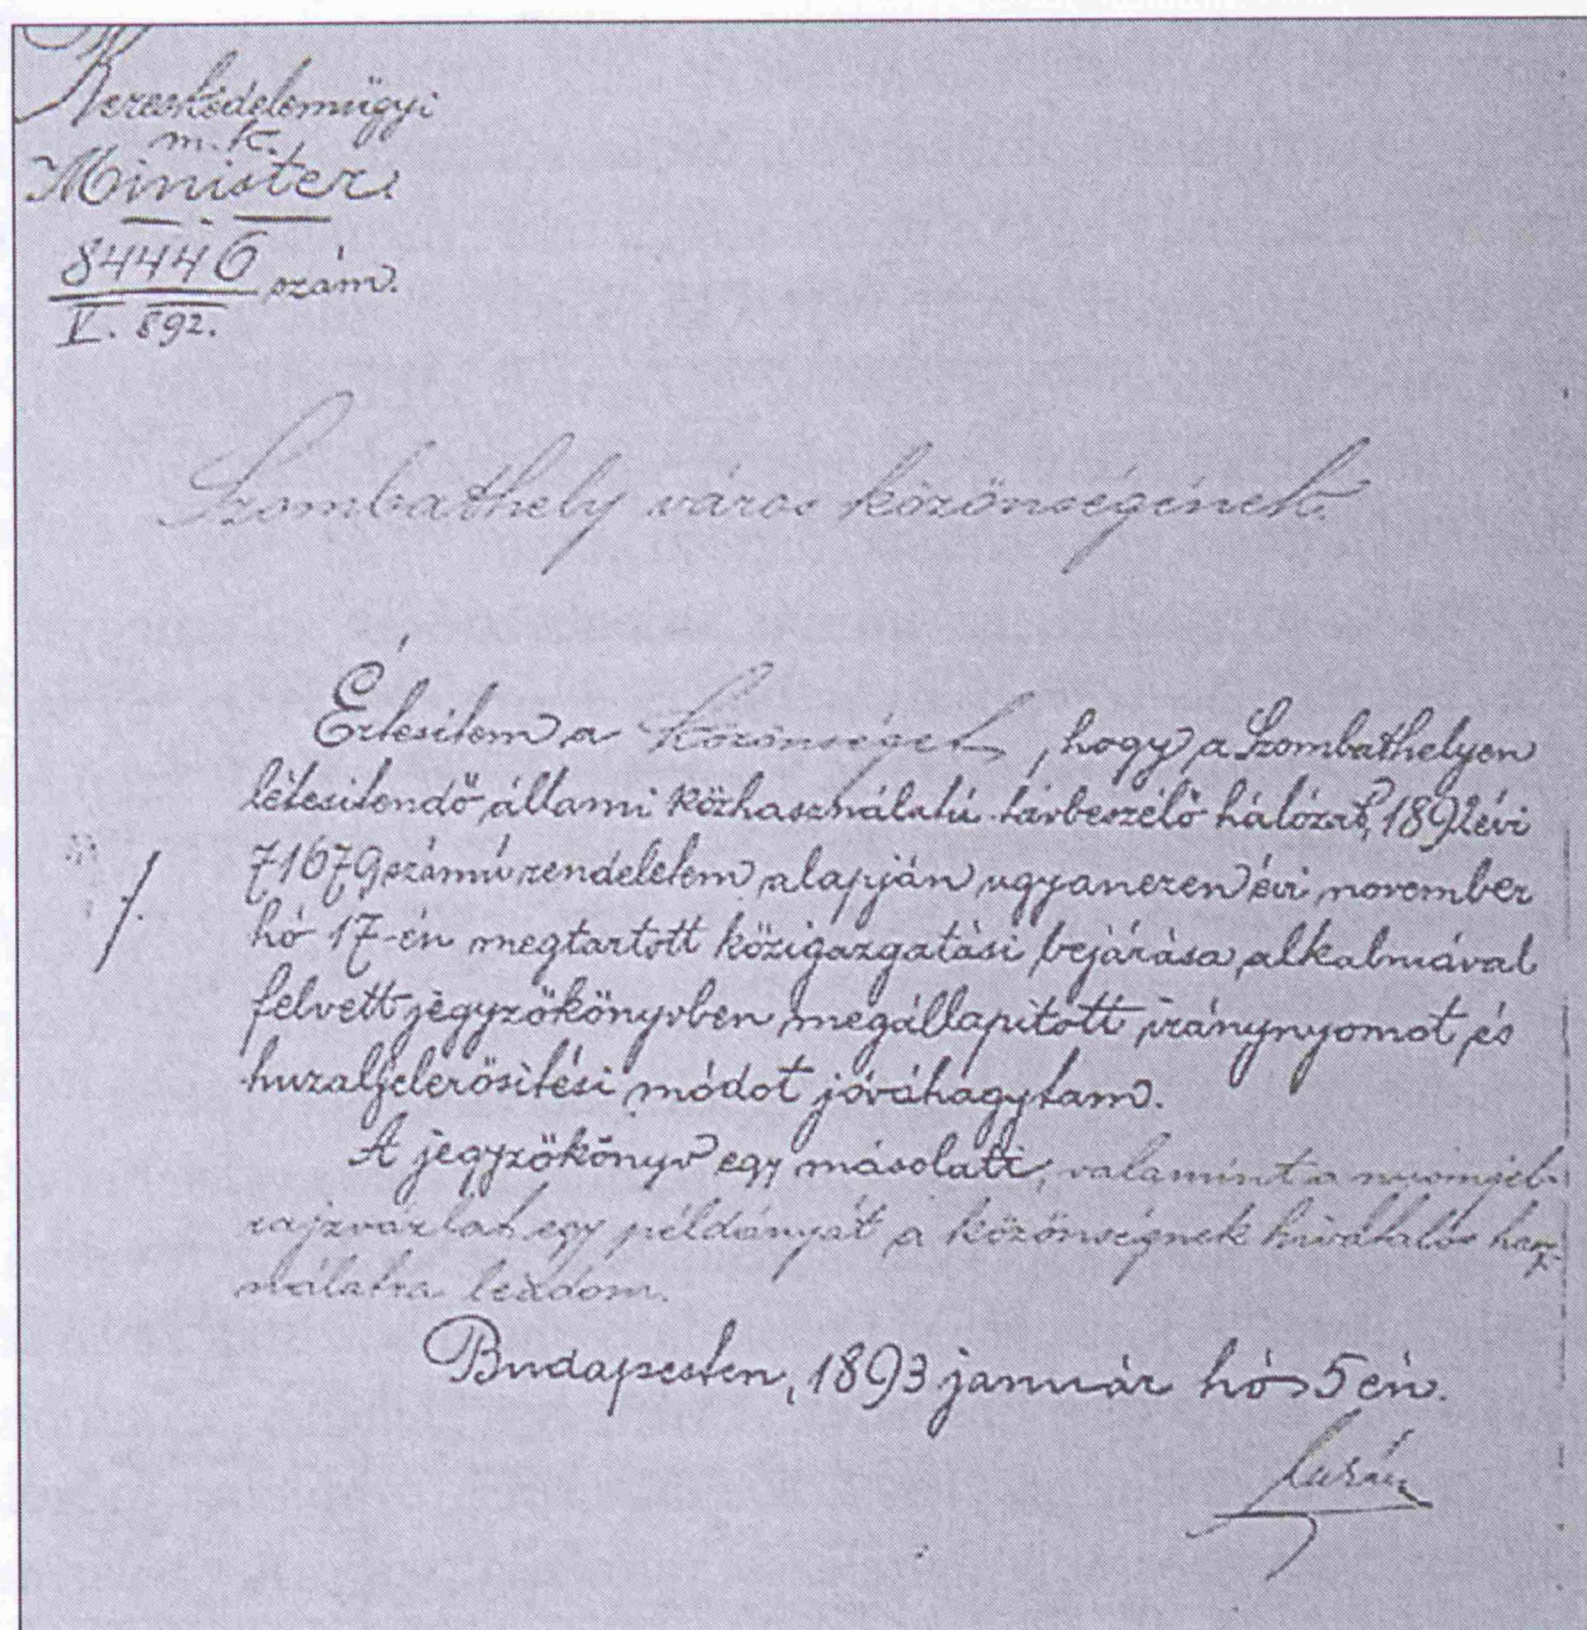 Kereskedelemügyi
m. k.
Minister.
84446 szám.
V. 892.
Szombathely város közönségének.
Értesitem a közönséget, hogy a Szombathelyen
létesitendő állami közhasználatú távbeszélő hálózat, 1892 évi
71679 számú rendeletem alapján ugyanezen évi november
hó 17-én megtartott közigazgatási bejárása alkalmával
felvett jegyzőkönyvben megállapitott iránynyomot és
huzalfelerősitési módot jóváhagytam.
A jegyzőkönyv egy másolati, valamint a
rajzvázlat egy példányát a közönségnek hivatalos hasz-
nálatra leadom.
Budapesten, 1893 január hó 5 én.